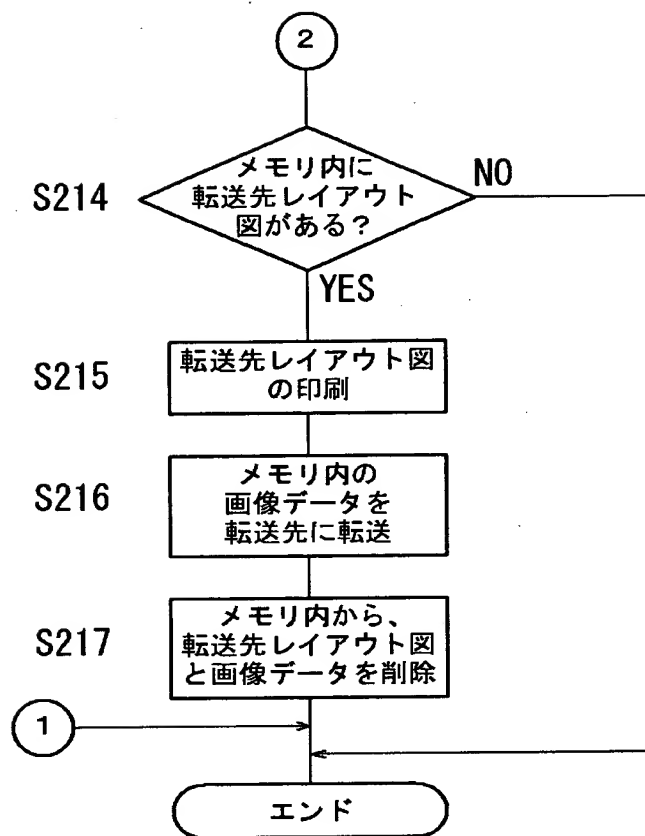 2
S214
メモリ内に
転送先レイアウト
図がある?
NO
YES
S215
転送先レイアウト図
の印刷
S216
メモリ内の
画像データを
転送先に転送
S217
メモリ内から、
転送先レイアウト図
と画像データを削除
1
エンド